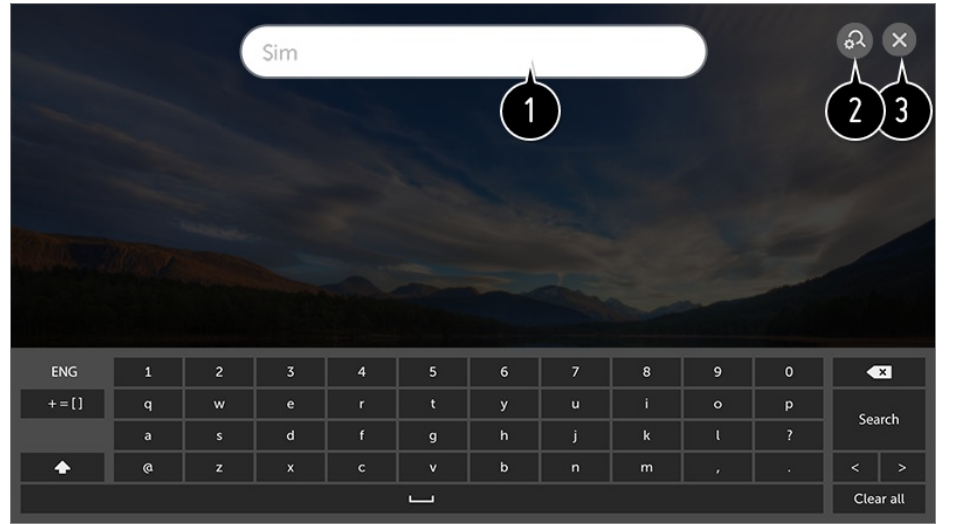 Sim
1
2
3
ENG 1 2 3 4 5 6 7 8 9 0
+=[] q w e r t y u i o p
Search
a s d f g h j k l ?
@ z x c v b n m , . < >
Clear all